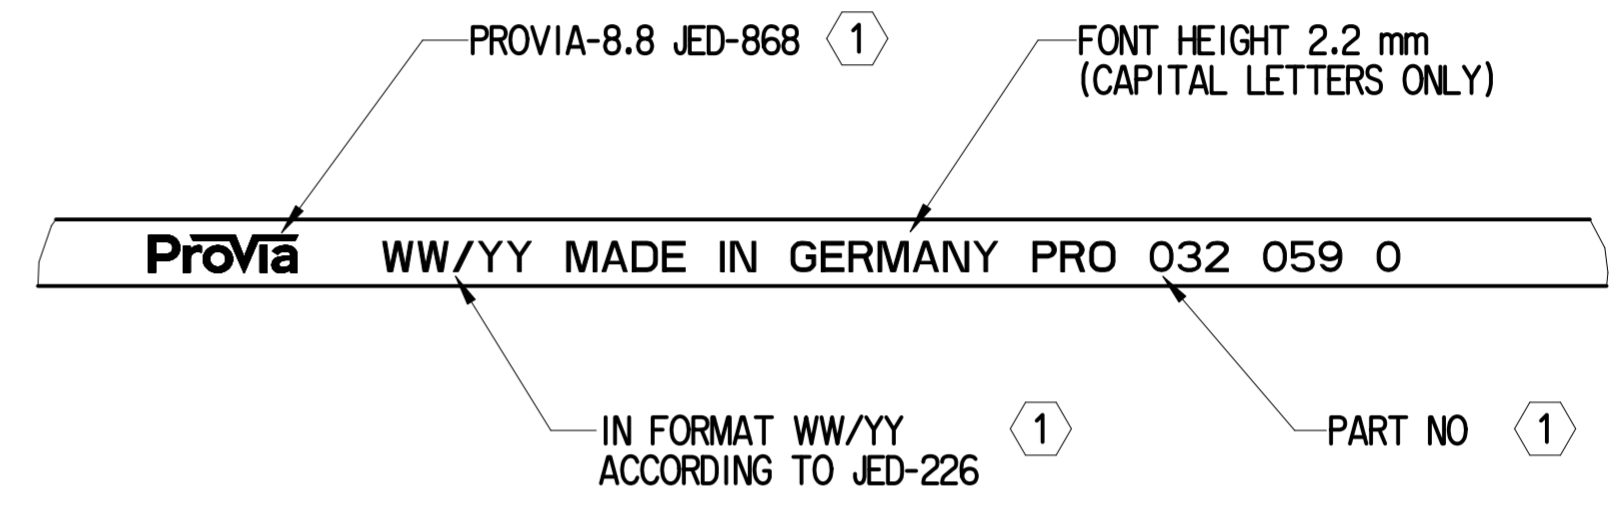 PROVIA-8.8 JED-868 1
FONT HEIGHT 2.2 mm
(CAPITAL LETTERS ONLY)
ProVia WW/YY MADE IN GERMANY PRO 032 059 0
IN FORMAT WW/YY 1
ACCORDING TO JED-226
PART NO 1